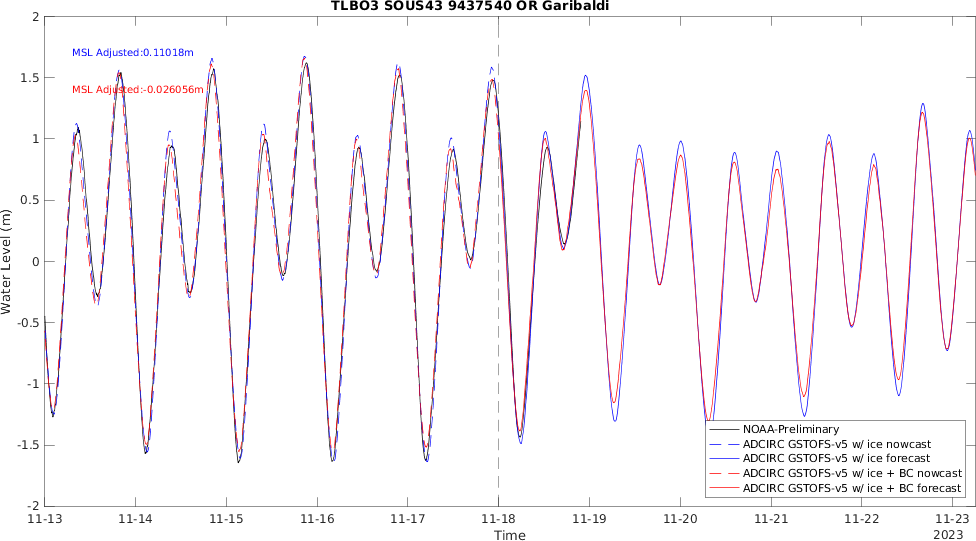 TLBO3 SOUS43 9437540 OR Garibaldi
2
MSL Adjusted:0.11018m
1.5
MSL Adjusted:-0.026056m
1
0.5
0
-0.5
-1
-1.5
-2
Water Level (m)
NOAA-Preliminary
ADCIRC GSTOFS-v5 w/ ice nowcast
ADCIRC GSTOFS-v5 w/ ice forecast
ADCIRC GSTOFS-v5 w/ ice + BC nowcast
ADCIRC GSTOFS-v5 w/ ice + BC forecast
11-13 11-14 11-15 11-16 11-17 11-18 11-19 11-20 11-21 11-22 11-23
Time
2023